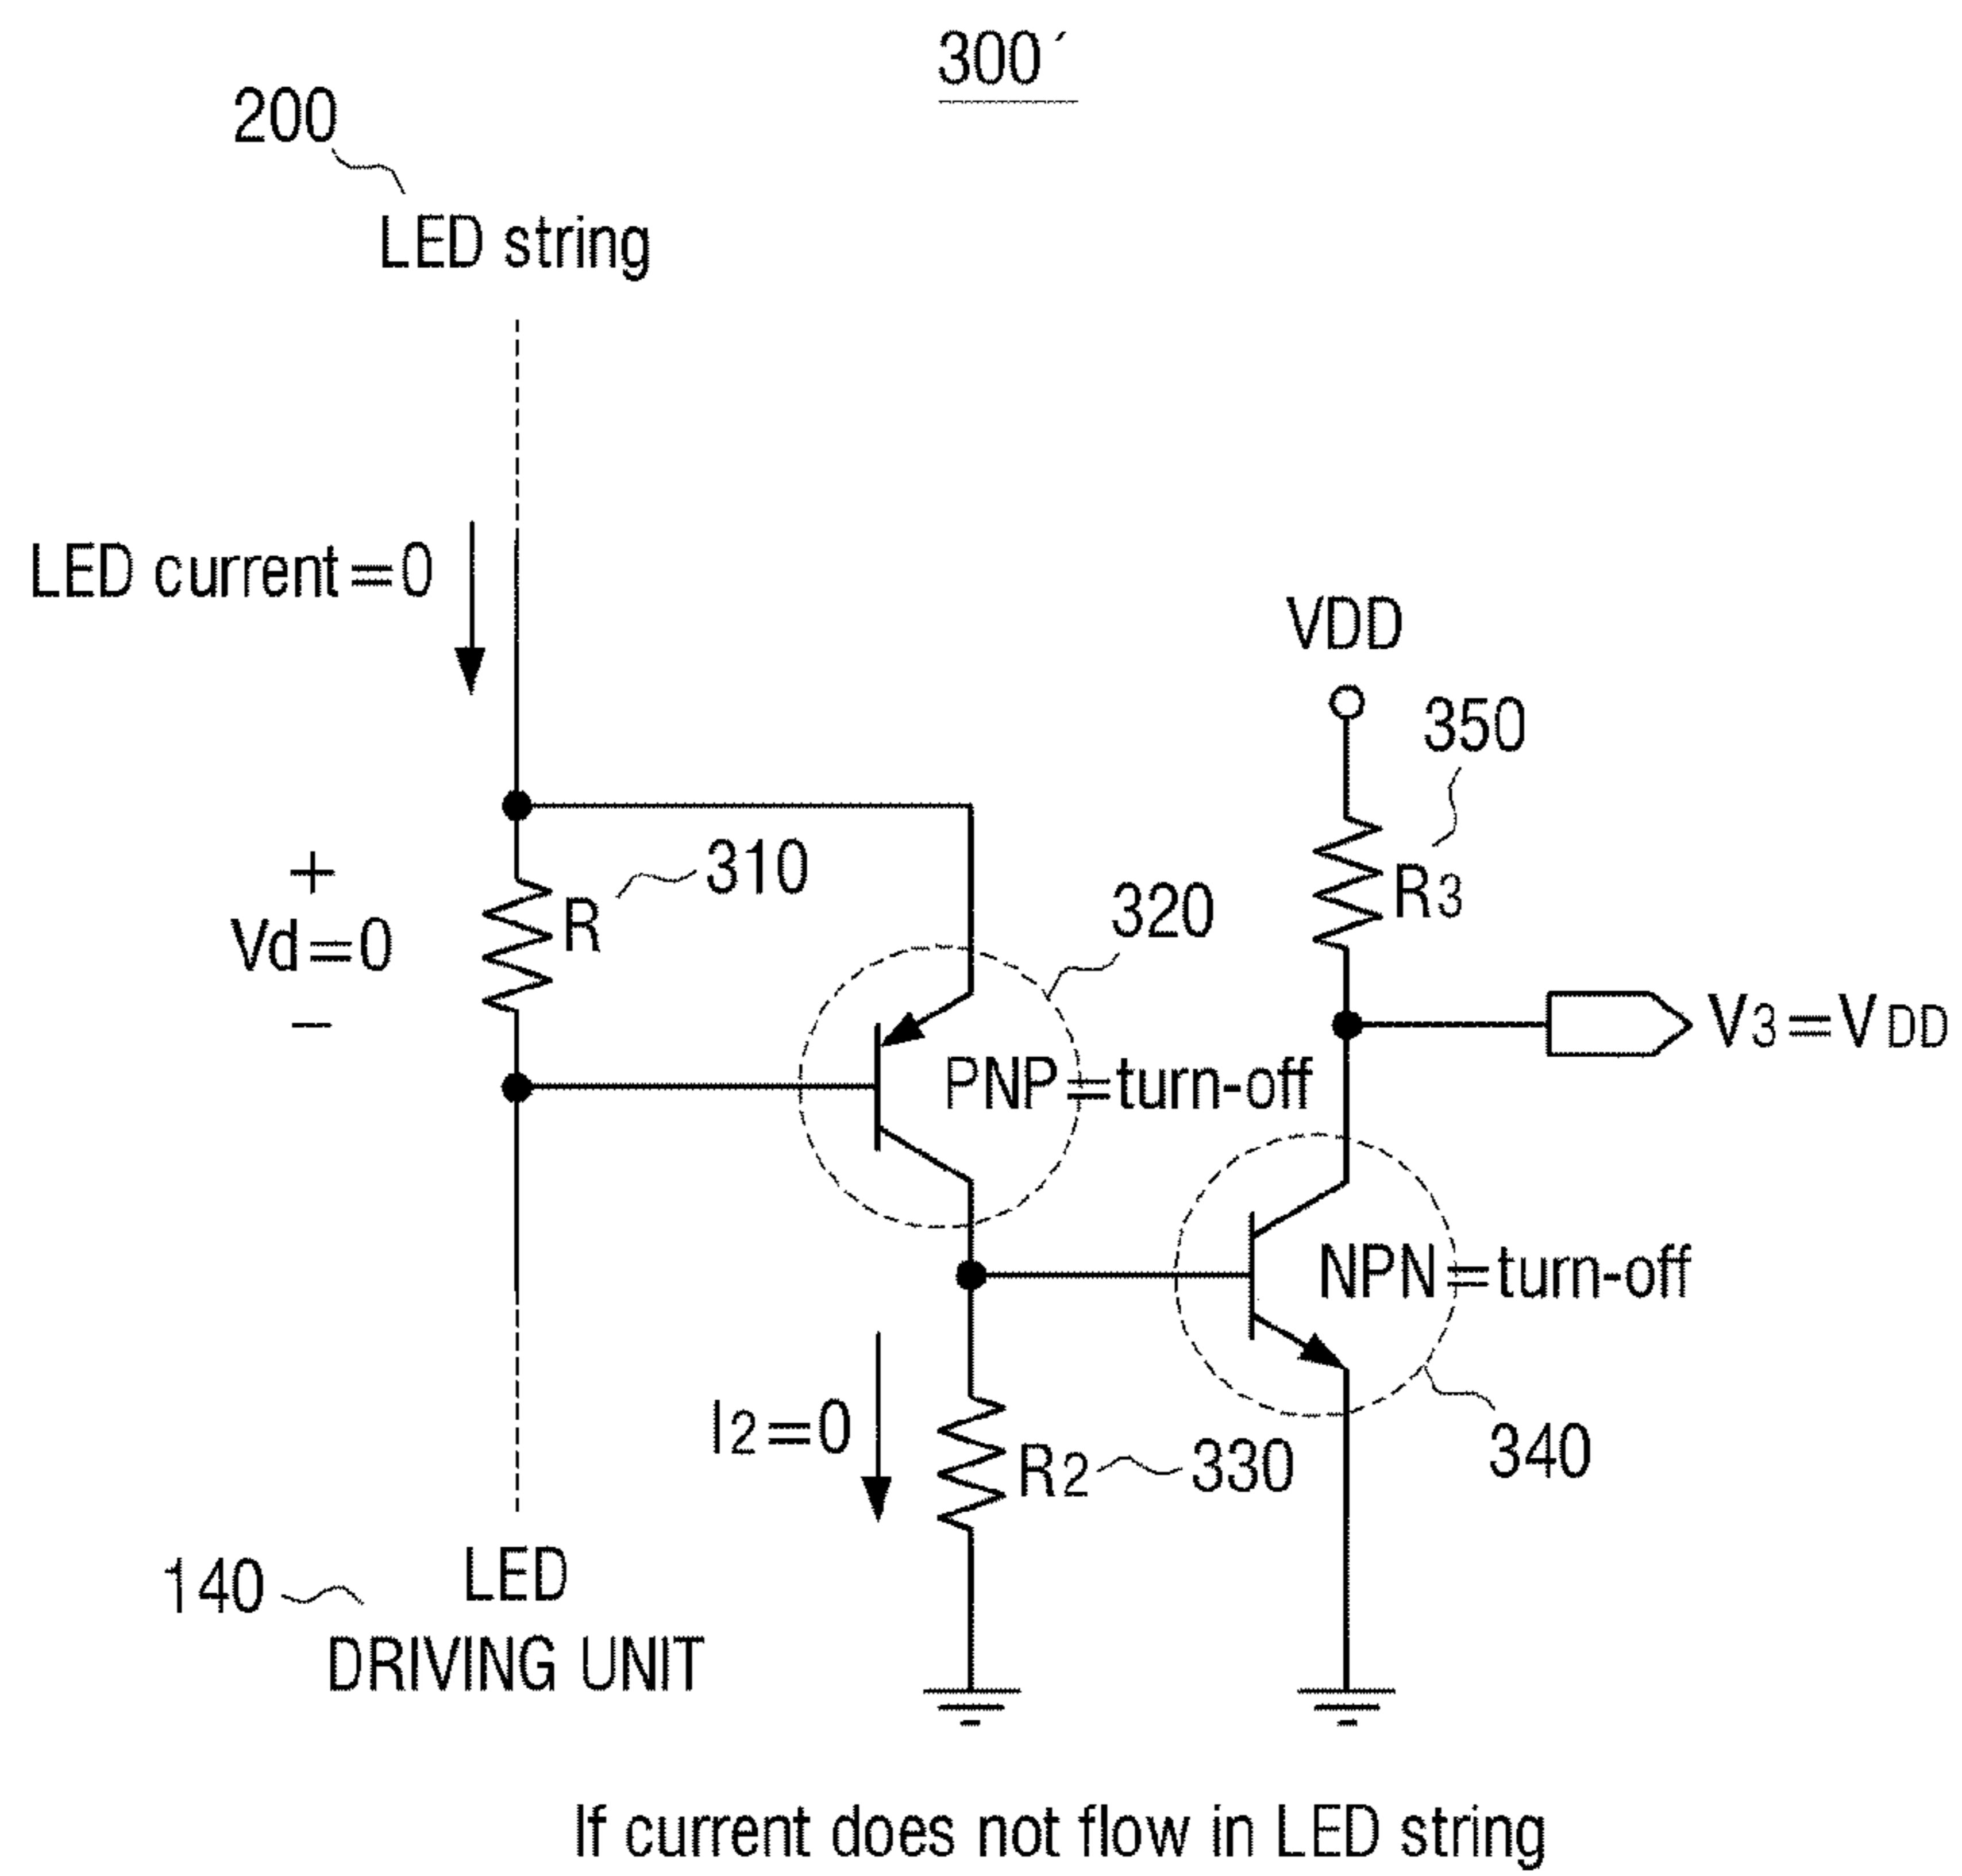 300´
200
LED string
LED current=0
VDD
350
R3
310
R
+
Vd=0
−
320
PNP=turn-off
V3=VDD
NPN=turn-off
340
I2=0
R2
330
140
LED
DRIVING UNIT
If current does not flow in LED string